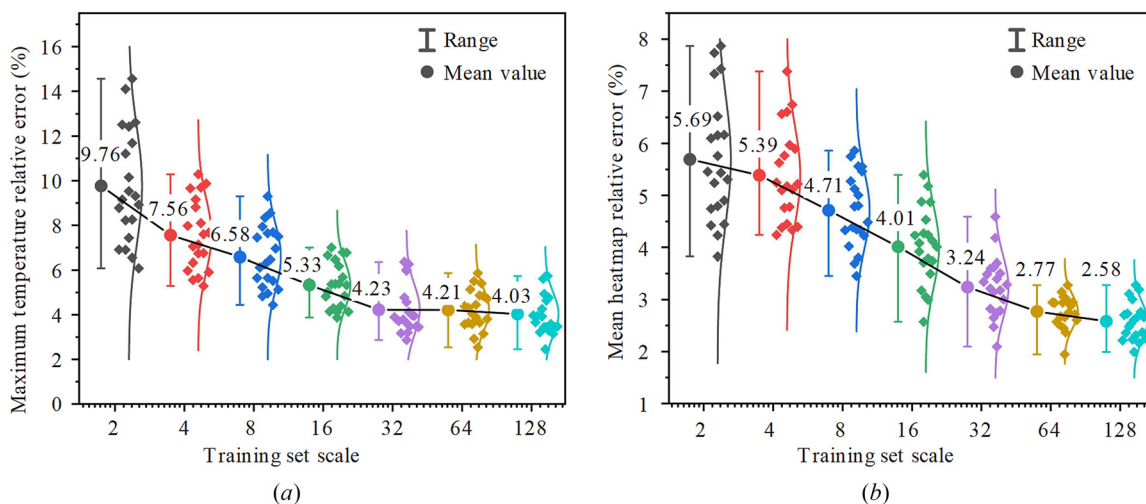 Maximum temperature relative error (%)
16
14
12
10
8
6
4
2
0
Range
Mean value
9.76
7.56
6.58
5.33
4.23
4.21
4.03
2 4 8 16 32 64 128
Training set scale
(a)
Mean heatmap relative error (%)
8
7
6
5
4
3
2
1
Range
Mean value
5.69
5.39
4.71
4.01
3.24
2.77
2.58
2 4 8 16 32 64 128
Training set scale
(b)